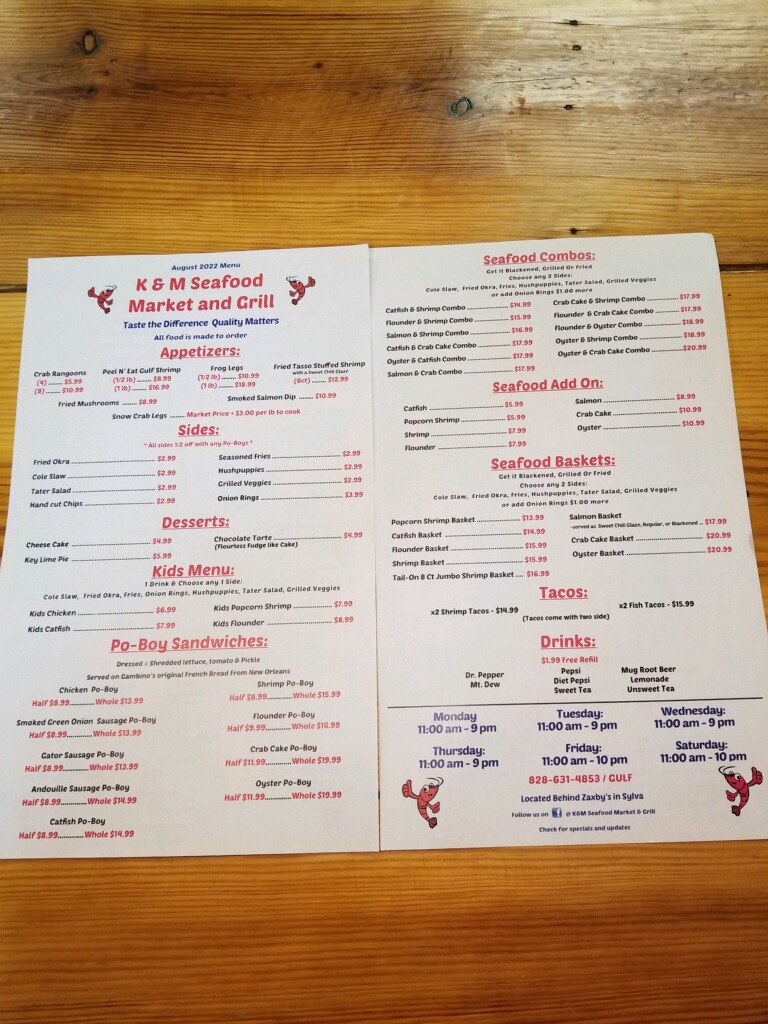 August 2022 Menu
K & M Seafood
Market and Grill
Taste the Difference Quality Matters
All food is made to order
Appetizers:
Crab Rangoons
(4) ...... $5.99
(8) ...... $10.99
Peel N' Eat Gulf Shrimp
(1/2 lb) ...... $8.99
(1 lb) ...... $16.99
Frog Legs
(1/2 lb) ...... $10.99
(1 lb) ...... $18.99
Fried Tasso Stuffed Shrimp
with a Sweet Chili Glaze
(6ct) ...... $12.99
Fried Mushrooms ...... $8.99
Smoked Salmon Dip ...... $10.99
Snow Crab Legs ...... Market Price + $3.00 per lb to cook
Sides:
* All sides 1/2 off with any Po-Boys *
Fried Okra ...... $2.99
Cole Slaw ...... $2.99
Tater Salad ...... $2.99
Hand cut Chips ...... $2.99
Seasoned Fries ...... $2.99
Hushpuppies ...... $2.99
Grilled Veggies ...... $2.99
Onion Rings ...... $3.99
Desserts:
Cheese Cake ...... $4.99
Key Lime Pie ...... $5.99
Chocolate Torte ...... $4.99
(Flourless Fudge like Cake)
Kids Menu:
1 Drink & Choose any 1 Side:
Cole Slaw, Fried Okra, Fries, Onion Rings, Hushpuppies, Tater Salad, Grilled Veggies
Kids Chicken ...... $6.99
Kids Catfish ...... $7.99
Kids Popcorn Shrimp ...... $7.99
Kids Flounder ...... $8.99
Po-Boy Sandwiches:
Dressed = Shredded lettuce, tomato & Pickle
Served on Gambino's original French Bread From New Orleans
Chicken Po-Boy
Half $8.99............Whole $13.99
Smoked Green Onion Sausage Po-Boy
Half $8.99............Whole $13.99
Gator Sausage Po-Boy
Half $8.99............Whole $13.99
Andouille Sausage Po-Boy
Half $8.99............Whole $14.99
Catfish Po-Boy
Half $8.99............Whole $14.99
Shrimp Po-Boy
Half $8.99............Whole $15.99
Flounder Po-Boy
Half $9.99............Whole $16.99
Crab Cake Po-Boy
Half $11.99............Whole $19.99
Oyster Po-Boy
Half $11.99............Whole $19.99
Seafood Combos:
Get it Blackened, Grilled Or Fried
Choose any 2 Sides:
Cole Slaw, Fried Okra, Fries, Hushpuppies, Tater Salad, Grilled Veggies
or add Onion Rings $1.00 more
Catfish & Shrimp Combo ...... $14.99
Flounder & Shrimp Combo ...... $15.99
Salmon & Shrimp Combo ...... $16.99
Catfish & Crab Cake Combo ...... $17.99
Oyster & Catfish Combo ...... $17.99
Salmon & Crab Combo ...... $17.99
Crab Cake & Shrimp Combo ...... $17.99
Flounder & Crab Cake Combo ...... $17.99
Flounder & Oyster Combo ...... $18.99
Oyster & Shrimp Combo ...... $18.99
Oyster & Crab Cake Combo ...... $20.99
Seafood Add On:
Catfish ...... $5.99
Popcorn Shrimp ...... $5.99
Shrimp ...... $7.99
Flounder ...... $7.99
Salmon ...... $8.99
Crab Cake ...... $10.99
Oyster ...... $10.99
Seafood Baskets:
Get it Blackened, Grilled Or Fried
Choose any 2 Sides:
Cole Slaw, Fried Okra, Fries, Hushpuppies, Tater Salad, Grilled Veggies
or add Onion Rings $1.00 more
Popcorn Shrimp Basket ...... $13.99
Catfish Basket ...... $14.99
Flounder Basket ...... $15.99
Shrimp Basket ...... $15.99
Tail-On 8 Ct Jumbo Shrimp Basket .... $16.99
Salmon Basket
-served as Sweet Chili Glaze, Regular, or Blackened .. $17.99
Crab Cake Basket ...... $20.99
Oyster Basket ...... $20.99
Tacos:
x2 Shrimp Tacos - $14.99
x2 Fish Tacos - $15.99
(Tacos come with two side)
Drinks:
$1.99 Free Refill
Dr. Pepper
Mt. Dew
Pepsi
Diet Pepsi
Sweet Tea
Mug Root Beer
Lemonade
Unsweet Tea
Monday
11:00 am - 9 pm
Tuesday:
11:00 am - 9 pm
Wednesday:
11:00 am - 9 pm
Thursday:
11:00 am - 9 pm
Friday:
11:00 am - 10 pm
Saturday:
11:00 am - 10 pm
828-631-4853 / GULF
Located Behind Zaxby's in Sylva
Follow us on f @ K&M Seafood Market & Grill
Check for specials and updates